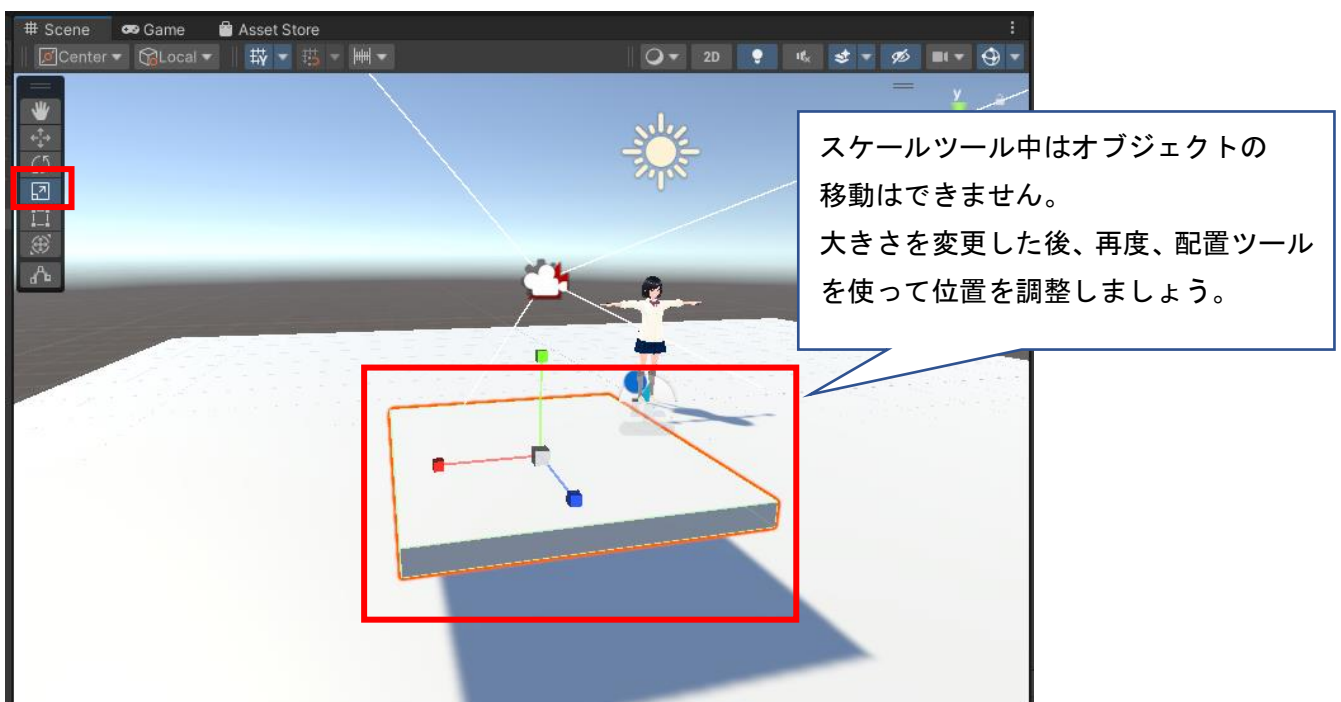 Scene Game Asset Store
Center Local 2D
y
スケールツール中はオブジェクトの
移動はできません。
大きさを変更した後、再度、配置ツール
を使って位置を調整しましょう。